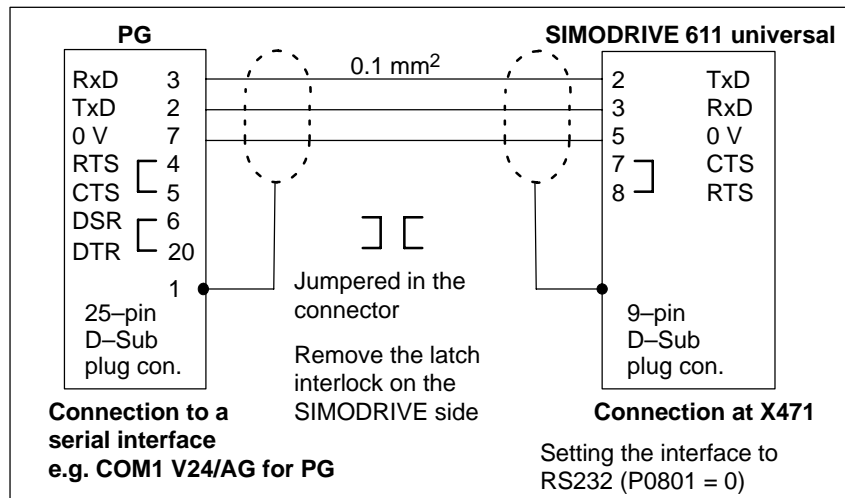 PG
SIMODRIVE 611 universal
RxD 3
TxD 2
0 V 7
RTS 4
CTS 5
DSR 6
DTR 20
1
25–pin
D–Sub
plug con.
0.1 mm²
2 TxD
3 RxD
5 0 V
7 CTS
8 RTS
9–pin
D–Sub
plug con.
Jumpered in the
connector
Remove the latch
interlock on the
SIMODRIVE side
Connection to a
serial interface
e.g. COM1 V24/AG for PG
Connection at X471
Setting the interface to
RS232 (P0801 = 0)